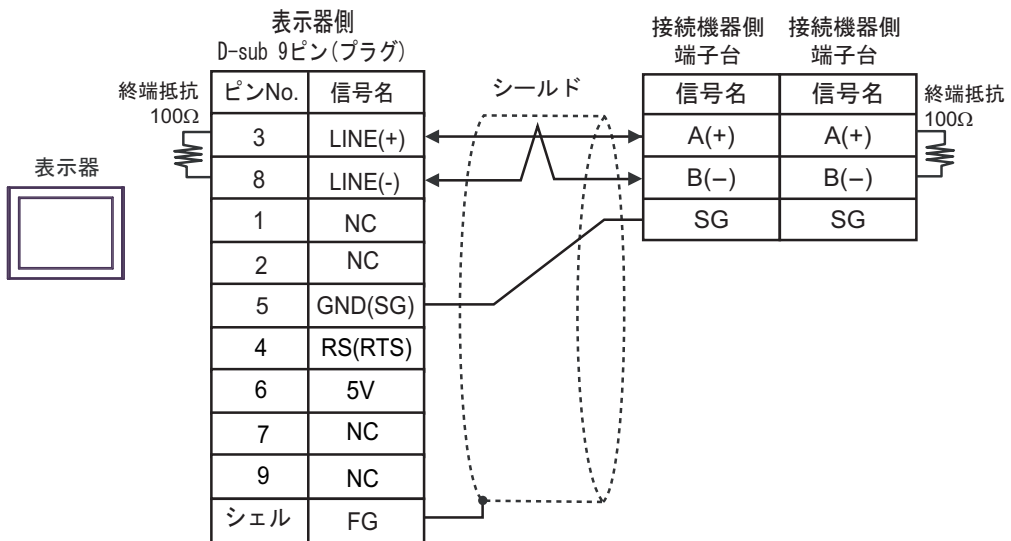 表示器側
D-sub 9ピン(プラグ)
接続機器側
端子台
接続機器側
端子台
終端抵抗
100Ω
ピンNo. 信号名
シールド
信号名 信号名
終端抵抗
100Ω
3 LINE(+)
A(+) A(+)
表示器
8 LINE(-)
B(−) B(−)
1 NC
SG SG
2 NC
5 GND(SG)
4 RS(RTS)
6 5V
7 NC
9 NC
シェル FG